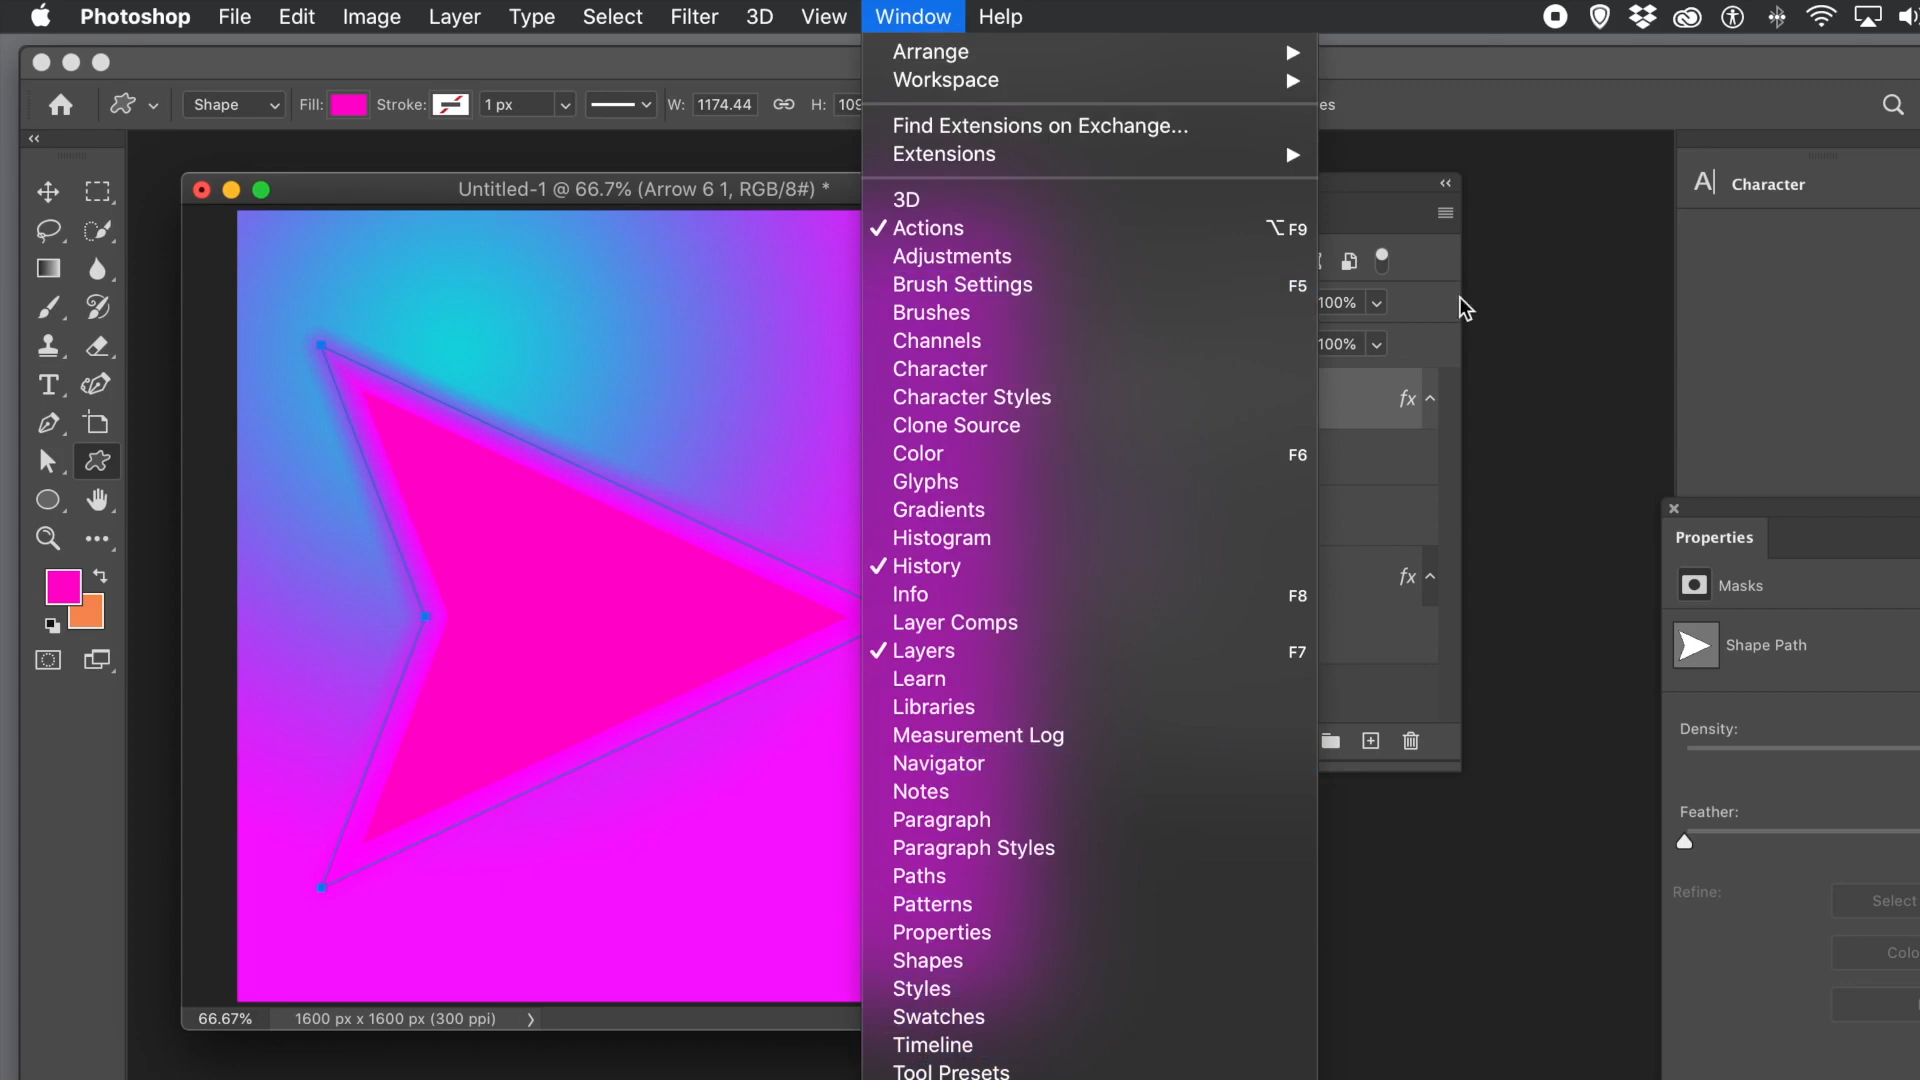 Photoshop File Edit Image Layer Type Select Filter 3D View Window Help
Shape Fill: Stroke: 1 px W: 1174.44 H: 109 es
Untitled-1 @ 66.7% (Arrow 6 1, RGB/8#) *
66.67% 1600 px x 1600 px (300 ppi)
Arrange
Workspace
Find Extensions on Exchange...
Extensions
3D
✓ Actions ⌥ F9
Adjustments
Brush Settings F5
Brushes
Channels
Character
Character Styles
Clone Source
Color F6
Glyphs
Gradients
Histogram
✓ History
Info F8
Layer Comps
✓ Layers F7
Learn
Libraries
Measurement Log
Navigator
Notes
Paragraph
Paragraph Styles
Paths
Patterns
Properties
Shapes
Styles
Swatches
Timeline
Tool Presets
100%
100%
fx
fx
A| Character
Properties
Masks
Shape Path
Density:
Feather:
Refine: Select
Colo